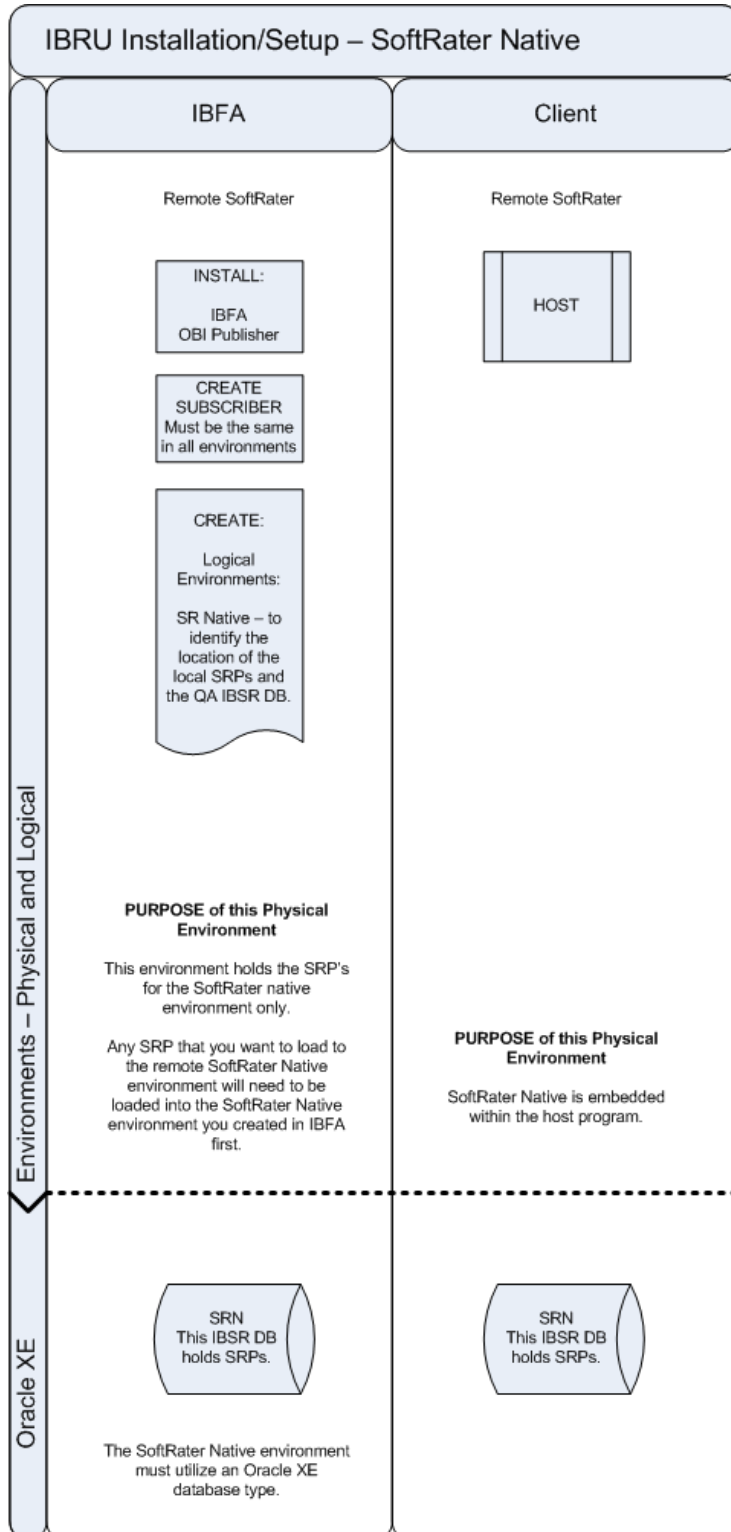 IBRU Installation/Setup – SoftRater Native
IBFA
Client
Remote SoftRater
Remote SoftRater
INSTALL:
IBFA
OBI Publisher
HOST
CREATE
SUBSCRIBER
Must be the same
in all environments
CREATE:
Logical
Environments:
SR Native – to
identify the
location of the
local SRPs and
the QA IBSR DB.
Environments – Physical and Logical
PURPOSE of this Physical
Environment
This environment holds the SRP's
for the SoftRater native
environment only.
Any SRP that you want to load to
the remote SoftRater Native
environment will need to be
loaded into the SoftRater Native
environment you created in IBFA
first.
PURPOSE of this Physical
Environment
SoftRater Native is embedded
within the host program.
Oracle XE
SRN
This IBSR DB
holds SRPs.
SRN
This IBSR DB
holds SRPs.
The SoftRater Native environment
must utilize an Oracle XE
database type.